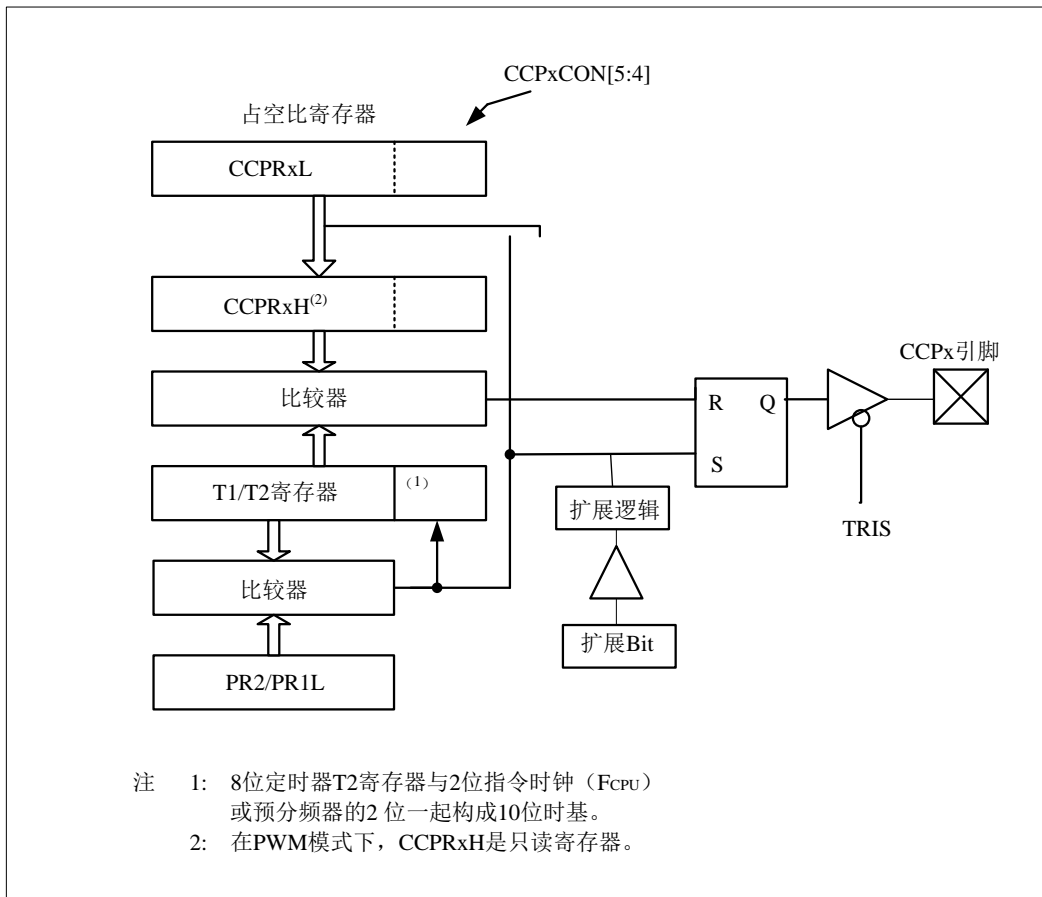 CCPxCON[5:4]
占空比寄存器
CCPRxL
CCPRxH(2)
比较器
R Q
S
CCPx引脚
T1/T2寄存器 (1)
扩展逻辑
TRIS
比较器
扩展Bit
PR2/PR1L
注 1: 8位定时器T2寄存器与2位指令时钟（FCPU）
或预分频器的2 位一起构成10位时基。
2: 在PWM模式下，CCPRxH是只读寄存器。